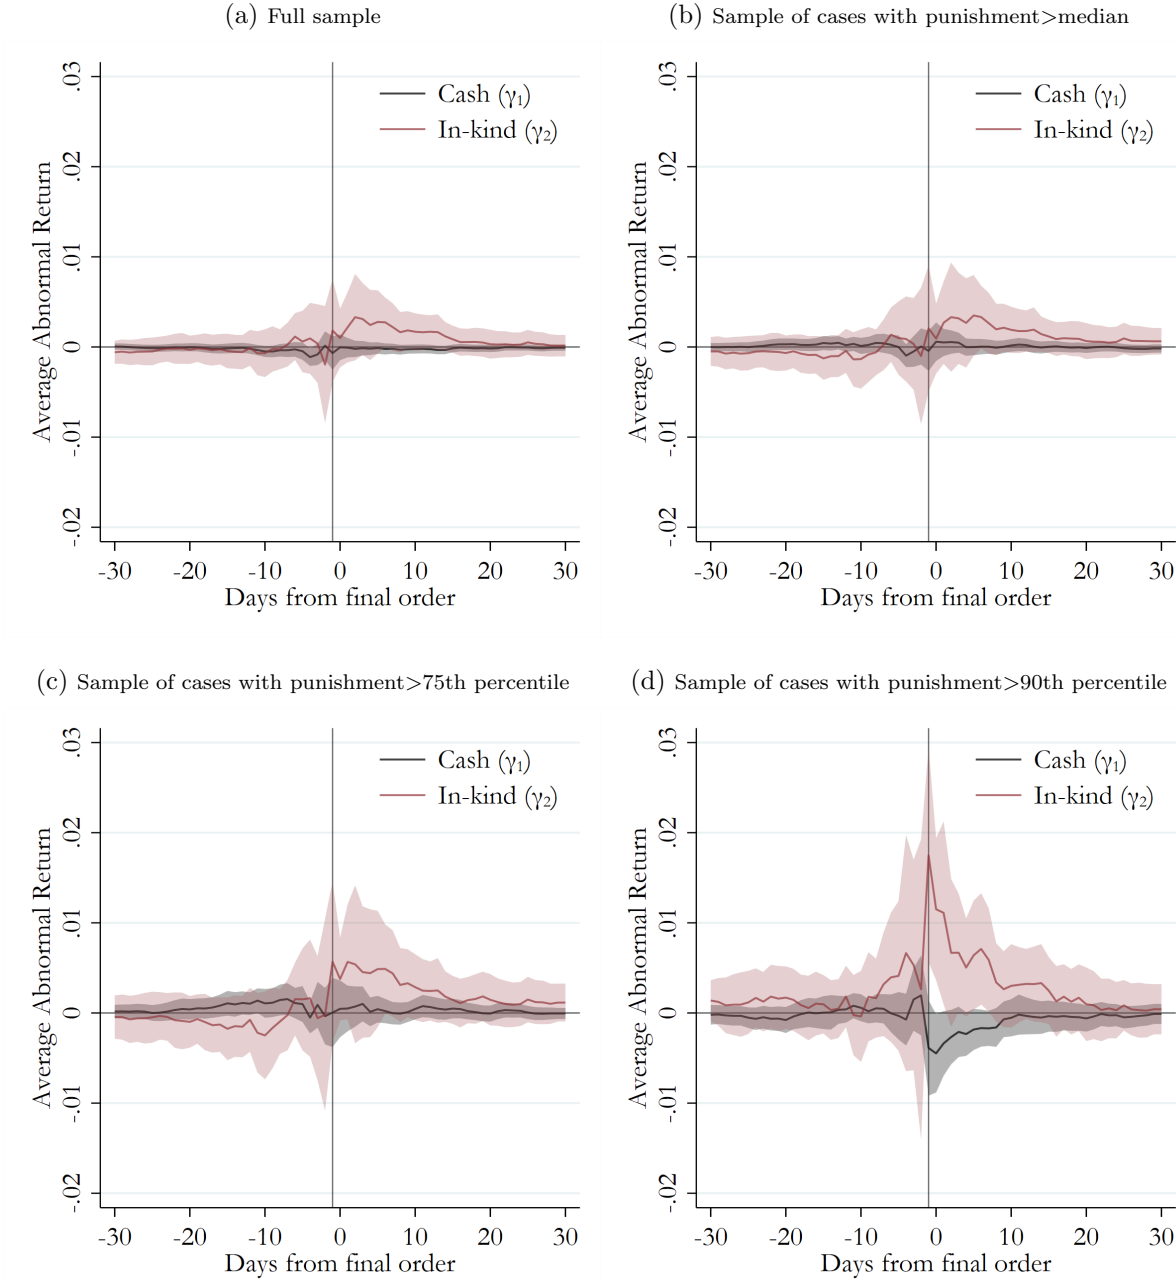 (a) Full sample
Cash (γ₁)
In-kind (γ₂)
.03
.02
.01
0
-.01
-.02
Average Abnormal Return
-30 -20 -10 0 10 20 30
Days from final order
(b) Sample of cases with punishment>median
Cash (γ₁)
In-kind (γ₂)
.03
.02
.01
0
-.01
-.02
Average Abnormal Return
-30 -20 -10 0 10 20 30
Days from final order
(c) Sample of cases with punishment>75th percentile
Cash (γ₁)
In-kind (γ₂)
.03
.02
.01
0
-.01
-.02
Average Abnormal Return
-30 -20 -10 0 10 20 30
Days from final order
(d) Sample of cases with punishment>90th percentile
Cash (γ₁)
In-kind (γ₂)
.03
.02
.01
0
-.01
-.02
Average Abnormal Return
-30 -20 -10 0 10 20 30
Days from final order